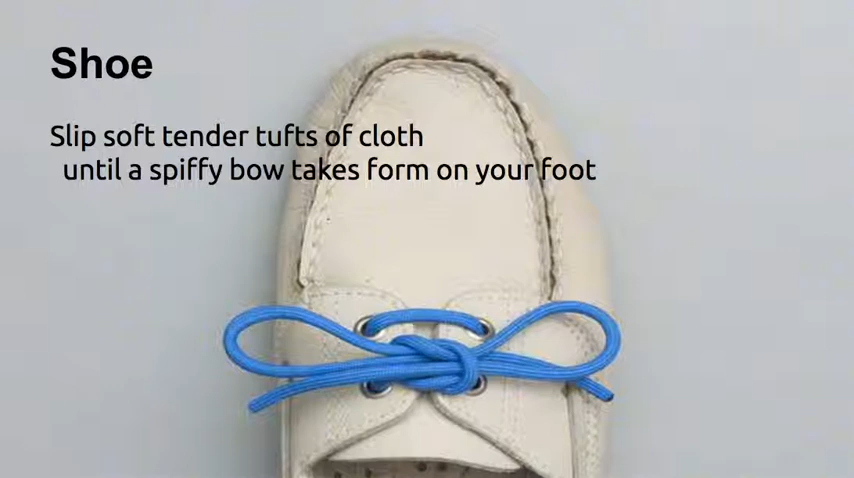 Shoe
Slip soft tender tufts of cloth
until a spiffy bow takes form on your foot